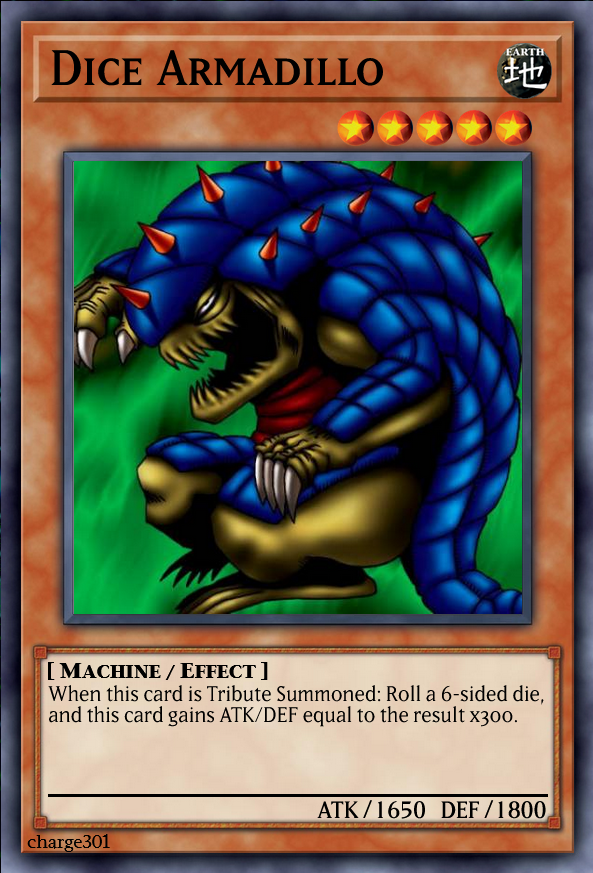 Dice Armadillo
EARTH
地
[ Machine / Effect ]
When this card is Tribute Summoned: Roll a 6-sided die,
and this card gains ATK/DEF equal to the result x300.
ATK / 1650 DEF / 1800
charge301